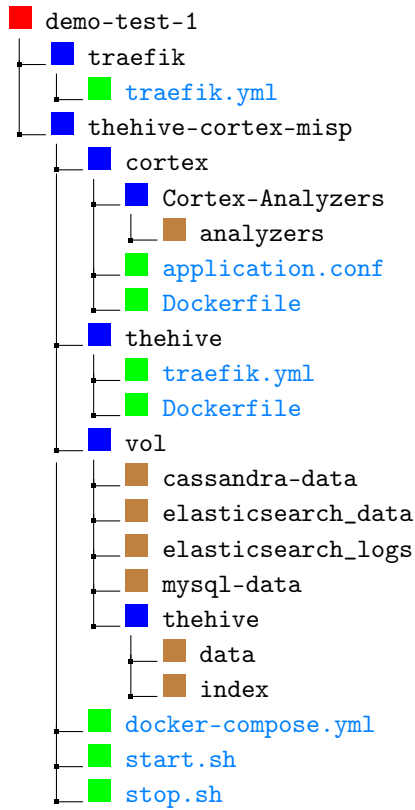 demo-test-1
traefik
traefik.yml
thehive-cortex-misp
cortex
Cortex-Analyzers
analyzers
application.conf
Dockerfile
thehive
traefik.yml
Dockerfile
vol
cassandra-data
elasticsearch_data
elasticsearch_logs
mysql-data
thehive
data
index
docker-compose.yml
start.sh
stop.sh